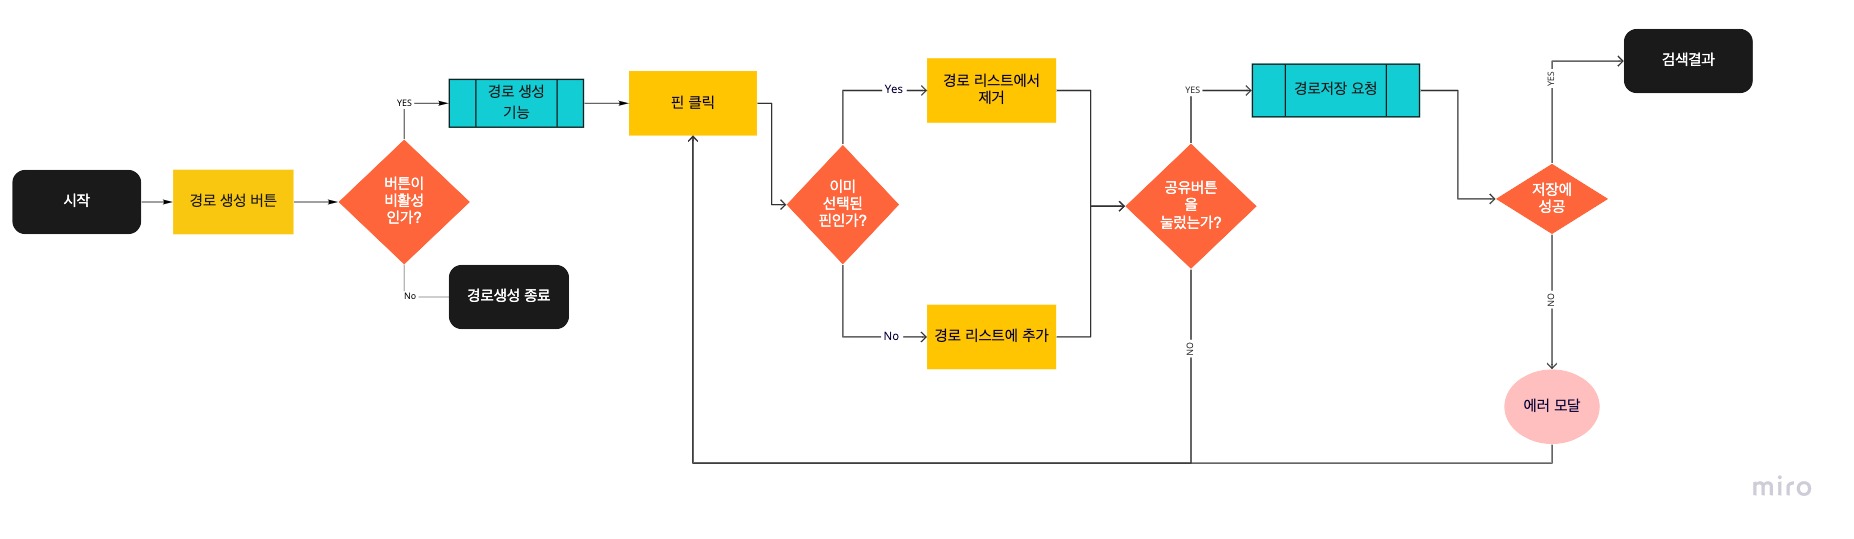 시작
경로 생성 버튼
버튼이
비활성
인가?
YES
경로 생성
기능
No
경로생성 종료
핀 클릭
이미
선택된
핀인가?
Yes
경로 리스트에서
제거
No
경로 리스트에 추가
공유버튼
을
눌렀는가?
YES
경로저장 요청
NO
저장에
성공
YES
검색결과
NO
에러 모달
miro